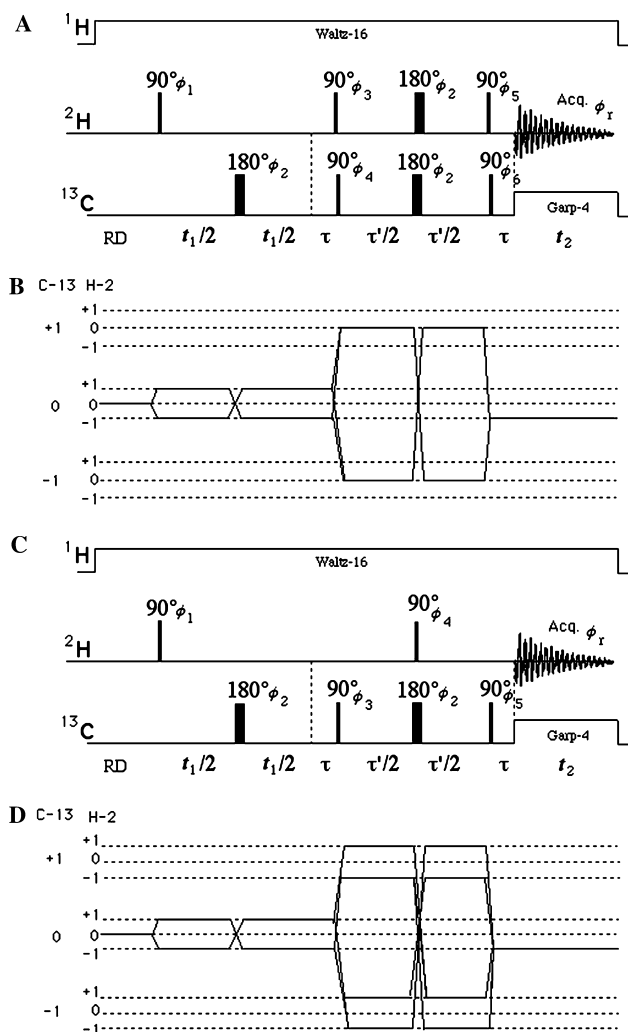 A
¹H
Waltz-16
90°ϕ₁ 90°ϕ₃ 180°ϕ₂ 90°ϕ₅ Acq. ϕᵣ
²H
180°ϕ₂ 90°ϕ₄ 180°ϕ₂ 90°ϕ₆
¹³C
Garp-4
RD t₁/2 t₁/2 τ τ'/2 τ'/2 τ t₂
B
C-13 H-2
+1
+1 0
-1
+1
0 0
-1
+1
-1 0
-1
C
¹H
Waltz-16
90°ϕ₁ 90°ϕ₄ Acq. ϕᵣ
²H
180°ϕ₂ 90°ϕ₃ 180°ϕ₂ 90°ϕ₅
¹³C
Garp-4
RD t₁/2 t₁/2 τ τ'/2 τ'/2 τ t₂
D
C-13 H-2
+1
+1 0
-1
+1
0 0
-1
+1
-1 0
-1